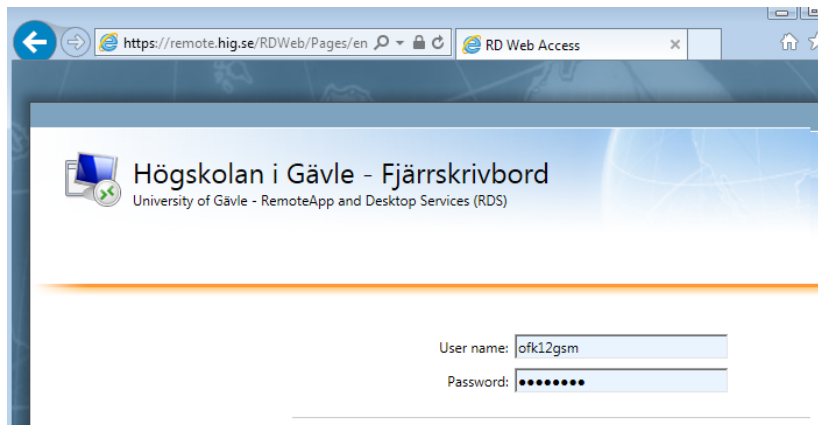 https://remote.hig.se/RDWeb/Pages/en
RD Web Access
Högskolan i Gävle - Fjärrskrivbord
University of Gävle - RemoteApp and Desktop Services (RDS)
User name: ofk12gsm
Password: ••••••••